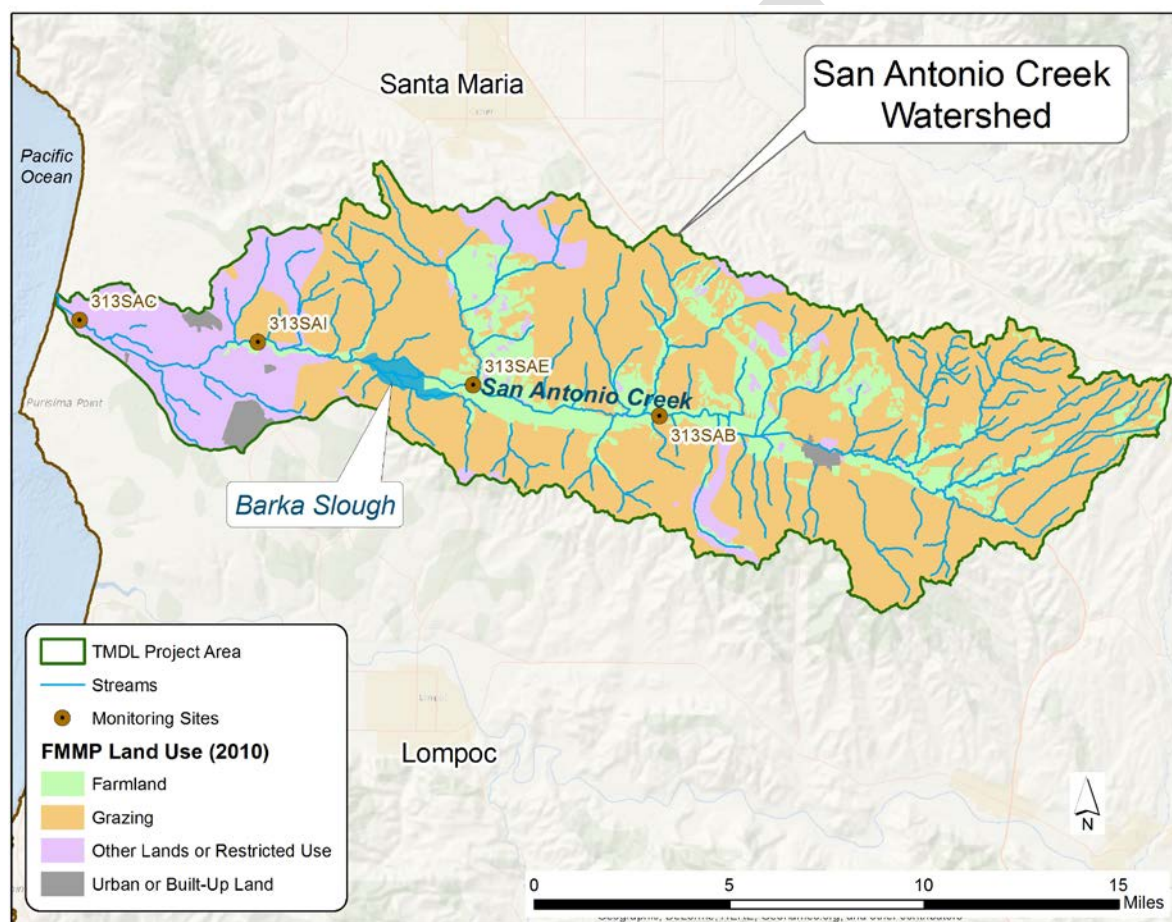 San Antonio Creek
Watershed
Santa Maria
Pacific
Ocean
313SAC
313SAI
313SAE
San Antonio Creek
313SAB
Purisima Point
Barka Slough
Lompoc
TMDL Project Area
Streams
Monitoring Sites
FMMP Land Use (2010)
Farmland
Grazing
Other Lands or Restricted Use
Urban or Built-Up Land
N
0 5 10 15
Miles